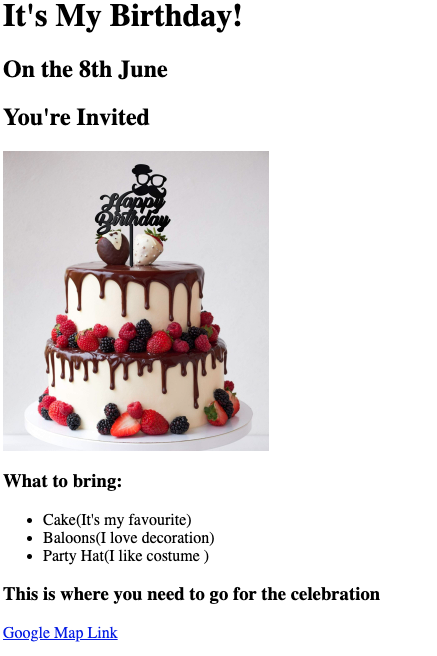 It's My Birthday!
On the 8th June
You're Invited
Happy
Birthday
What to bring:
Cake(It's my favourite)
Baloons(I love decoration)
Party Hat(I like costume )
This is where you need to go for the celebration
Google Map Link